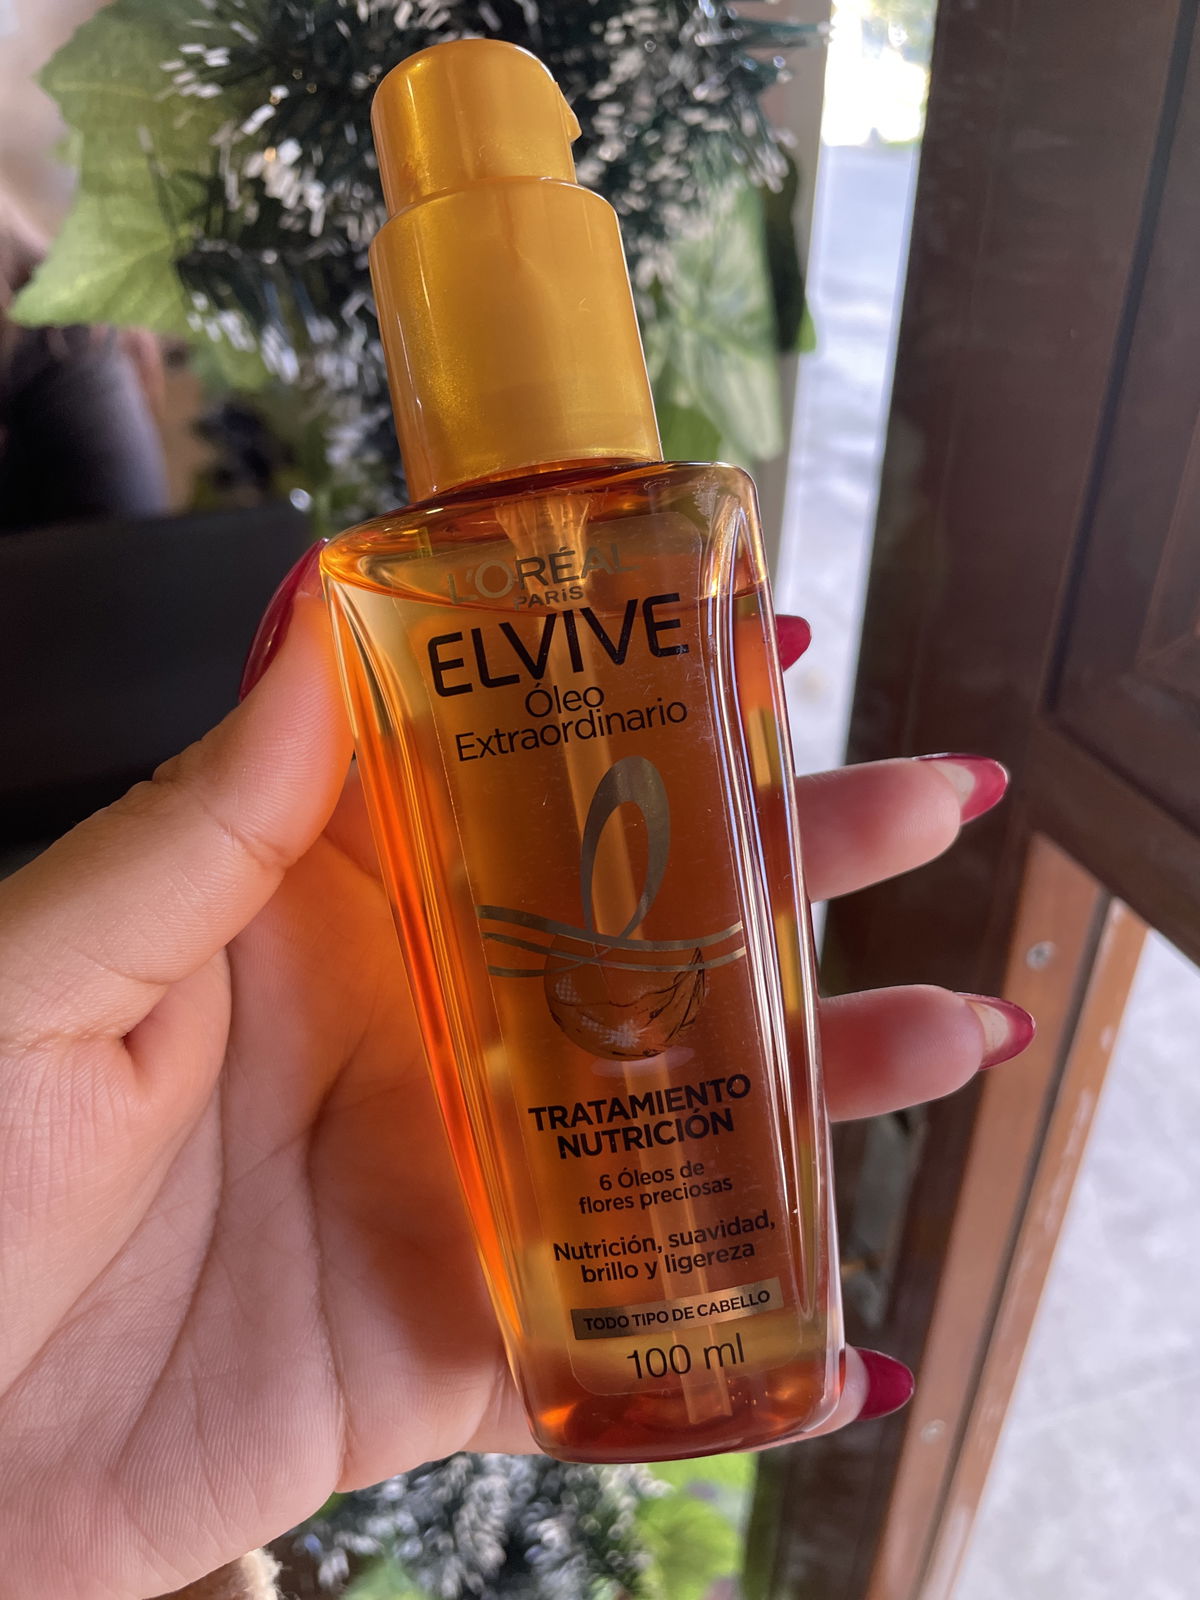 L'ORÉAL
PARIS
ELVIVE
Óleo
Extraordinario
TRATAMIENTO
NUTRICIÓN
6 Óleos de
flores preciosas
Nutrición, suavidad,
brillo y ligereza
TODO TIPO DE CABELLO
100 ml